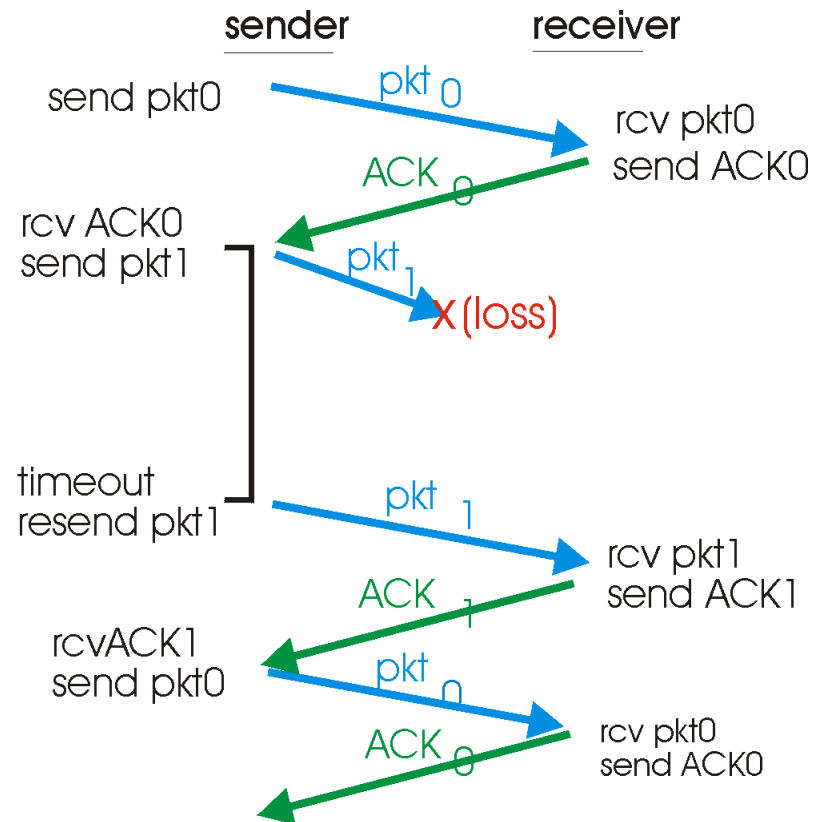 sender
receiver
send pkt0
pkt 0
rcv pkt0
send ACK0
ACK 0
rcv ACK0
send pkt1
pkt 1
X (loss)
timeout
resend pkt1
pkt 1
rcv pkt1
send ACK1
ACK 1
rcvACK1
send pkt0
pkt 0
rcv pkt0
send ACK0
ACK 0